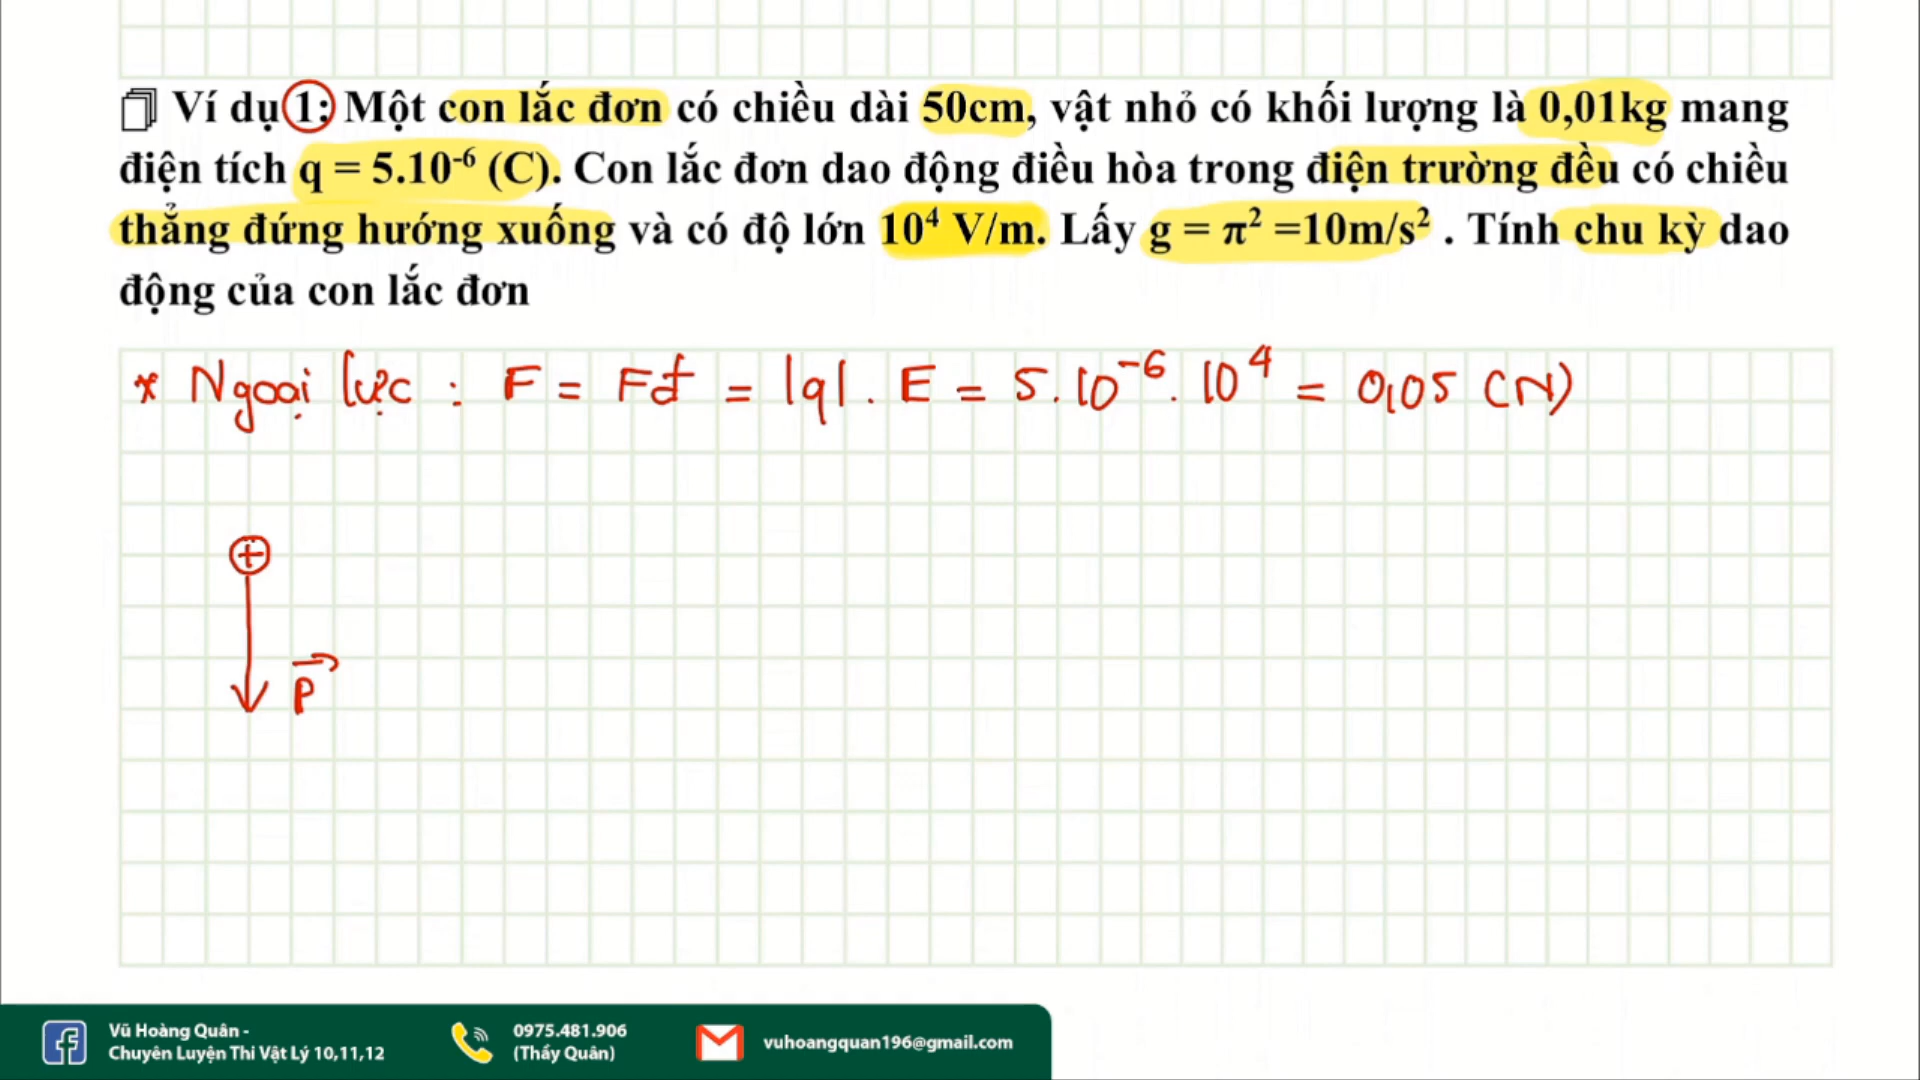 Ví dụ 1: Một con lắc đơn có chiều dài 50cm, vật nhỏ có khối lượng là 0,01kg mang
điện tích q = 5.10⁻⁶ (C). Con lắc đơn dao động điều hòa trong điện trường đều có chiều
thẳng đứng hướng xuống và có độ lớn 10⁴ V/m. Lấy g = π² =10m/s² . Tính chu kỳ dao
động của con lắc đơn
* Ngoại lực : F = Fđ = |q| . E = 5.10⁻⁶ . 10⁴ = 0,05 (N)
+
P
Vũ Hoàng Quân -
Chuyên Luyện Thi Vật Lý 10,11,12
0975.481.906
(Thầy Quân)
vuhoangquan196@gmail.com